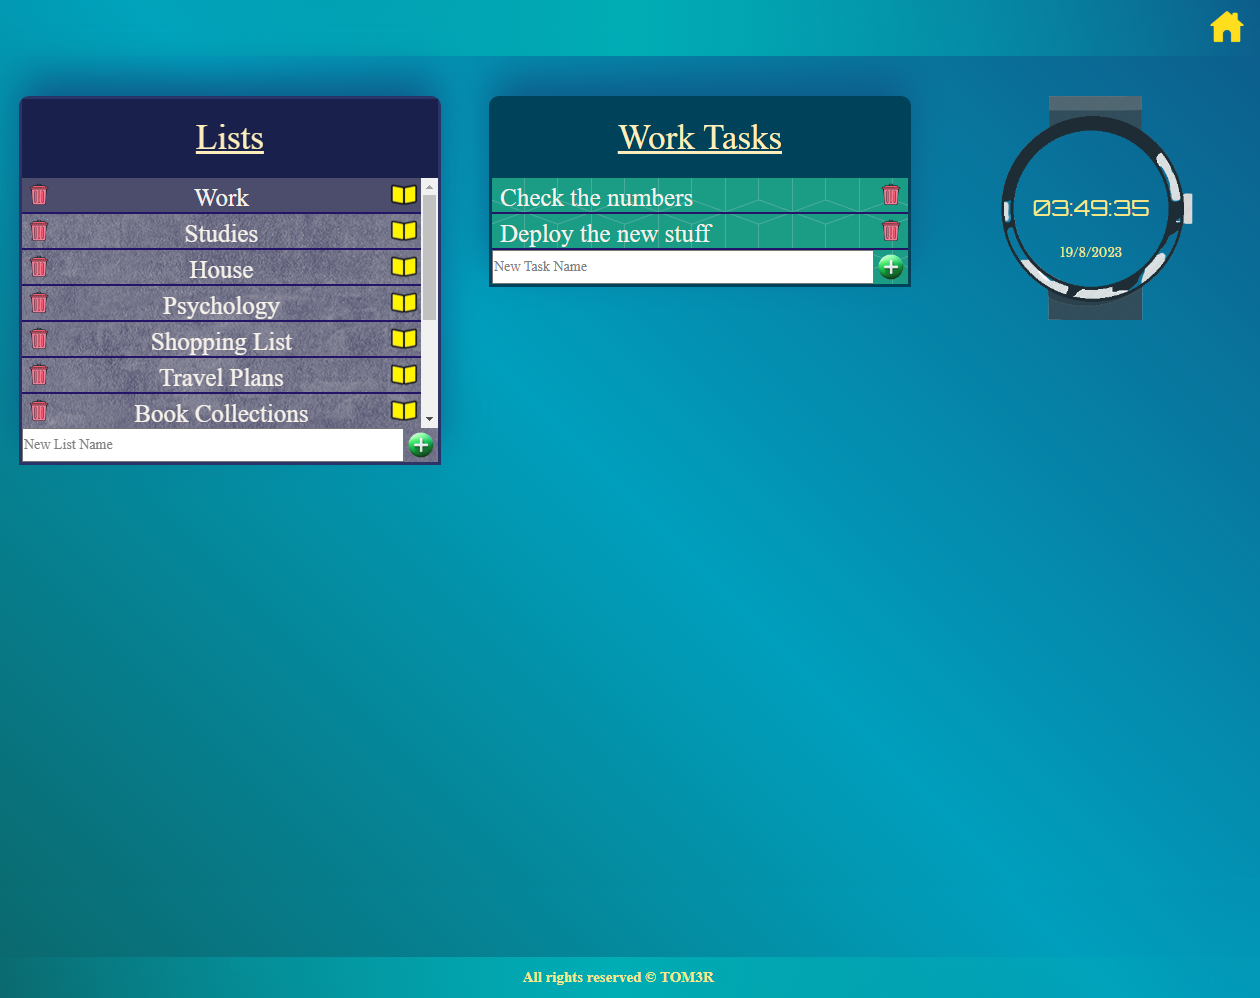 Lists
Work
Studies
House
Psychology
Shopping List
Travel Plans
Book Collections
New List Name
Work Tasks
Check the numbers
Deploy the new stuff
New Task Name
03:49:35
19/8/2023
All rights reserved © TOM3R